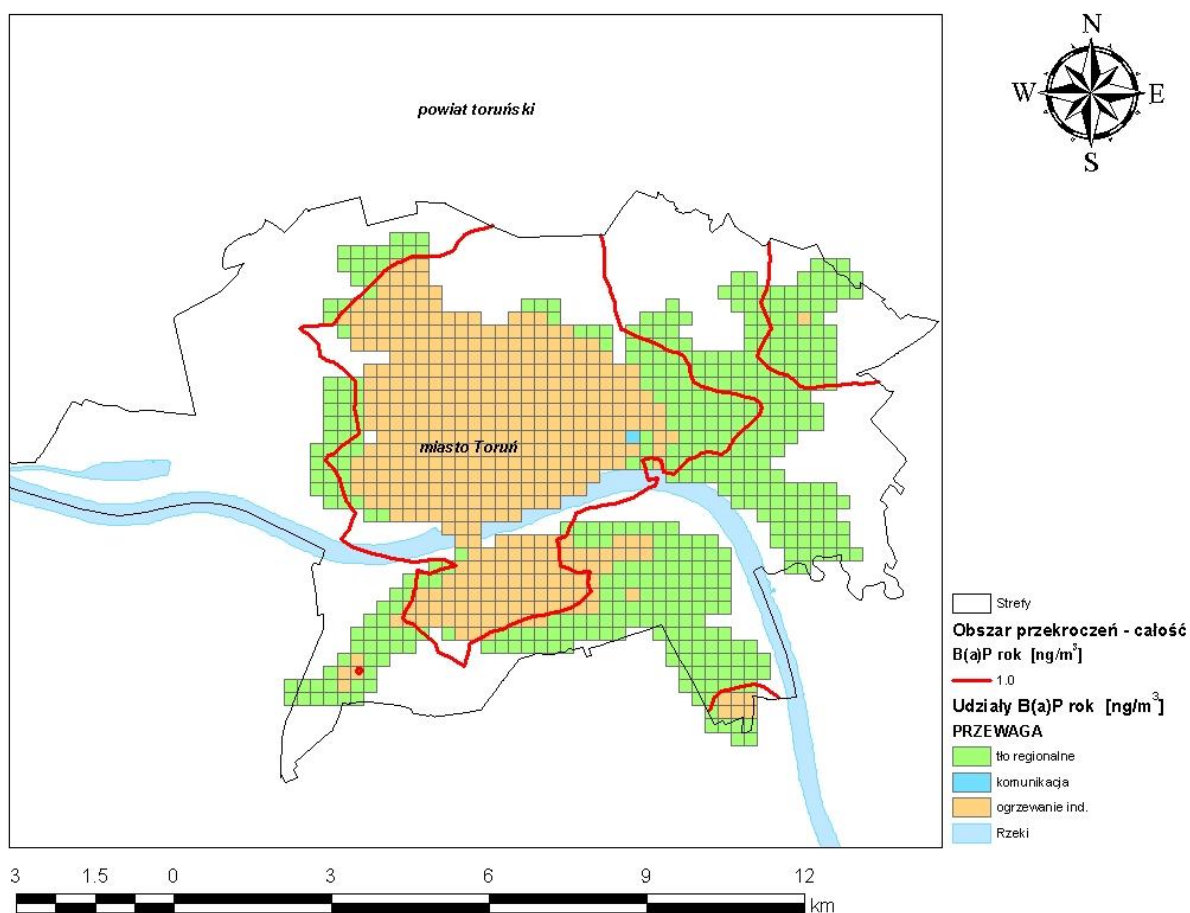 N
W E
S
powiat toruński
miasto Toruń
Strefy
Obszar przekroczeń - całość
B(a)P rok [ng/m³]
1.0
Udziały B(a)P rok [ng/m³]
PRZEWAGA
tło regionalne
komunikacja
ogrzewanie ind.
Rzeki
3 1.5 0 3 6 9 12
km